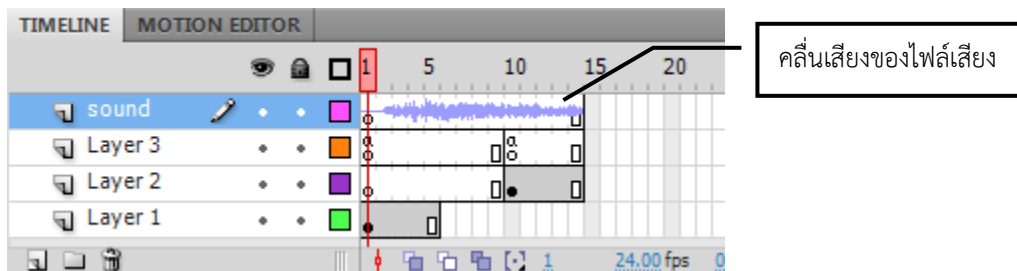 TIMELINE MOTION EDITOR
1 5 10 15 20
คลื่นเสียงของไฟล์เสียง
sound
Layer 3
a a
Layer 2
Layer 1
1 24.00 fps 0